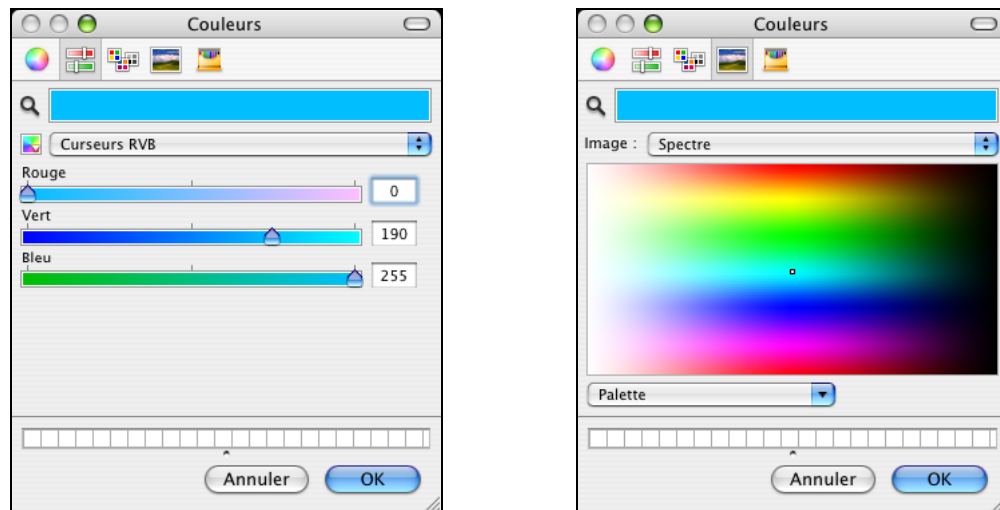 Couleurs
Curseurs RVB
Rouge
0
Vert
190
Bleu
255
Annuler
OK
Couleurs
Image : Spectre
Palette
Annuler
OK